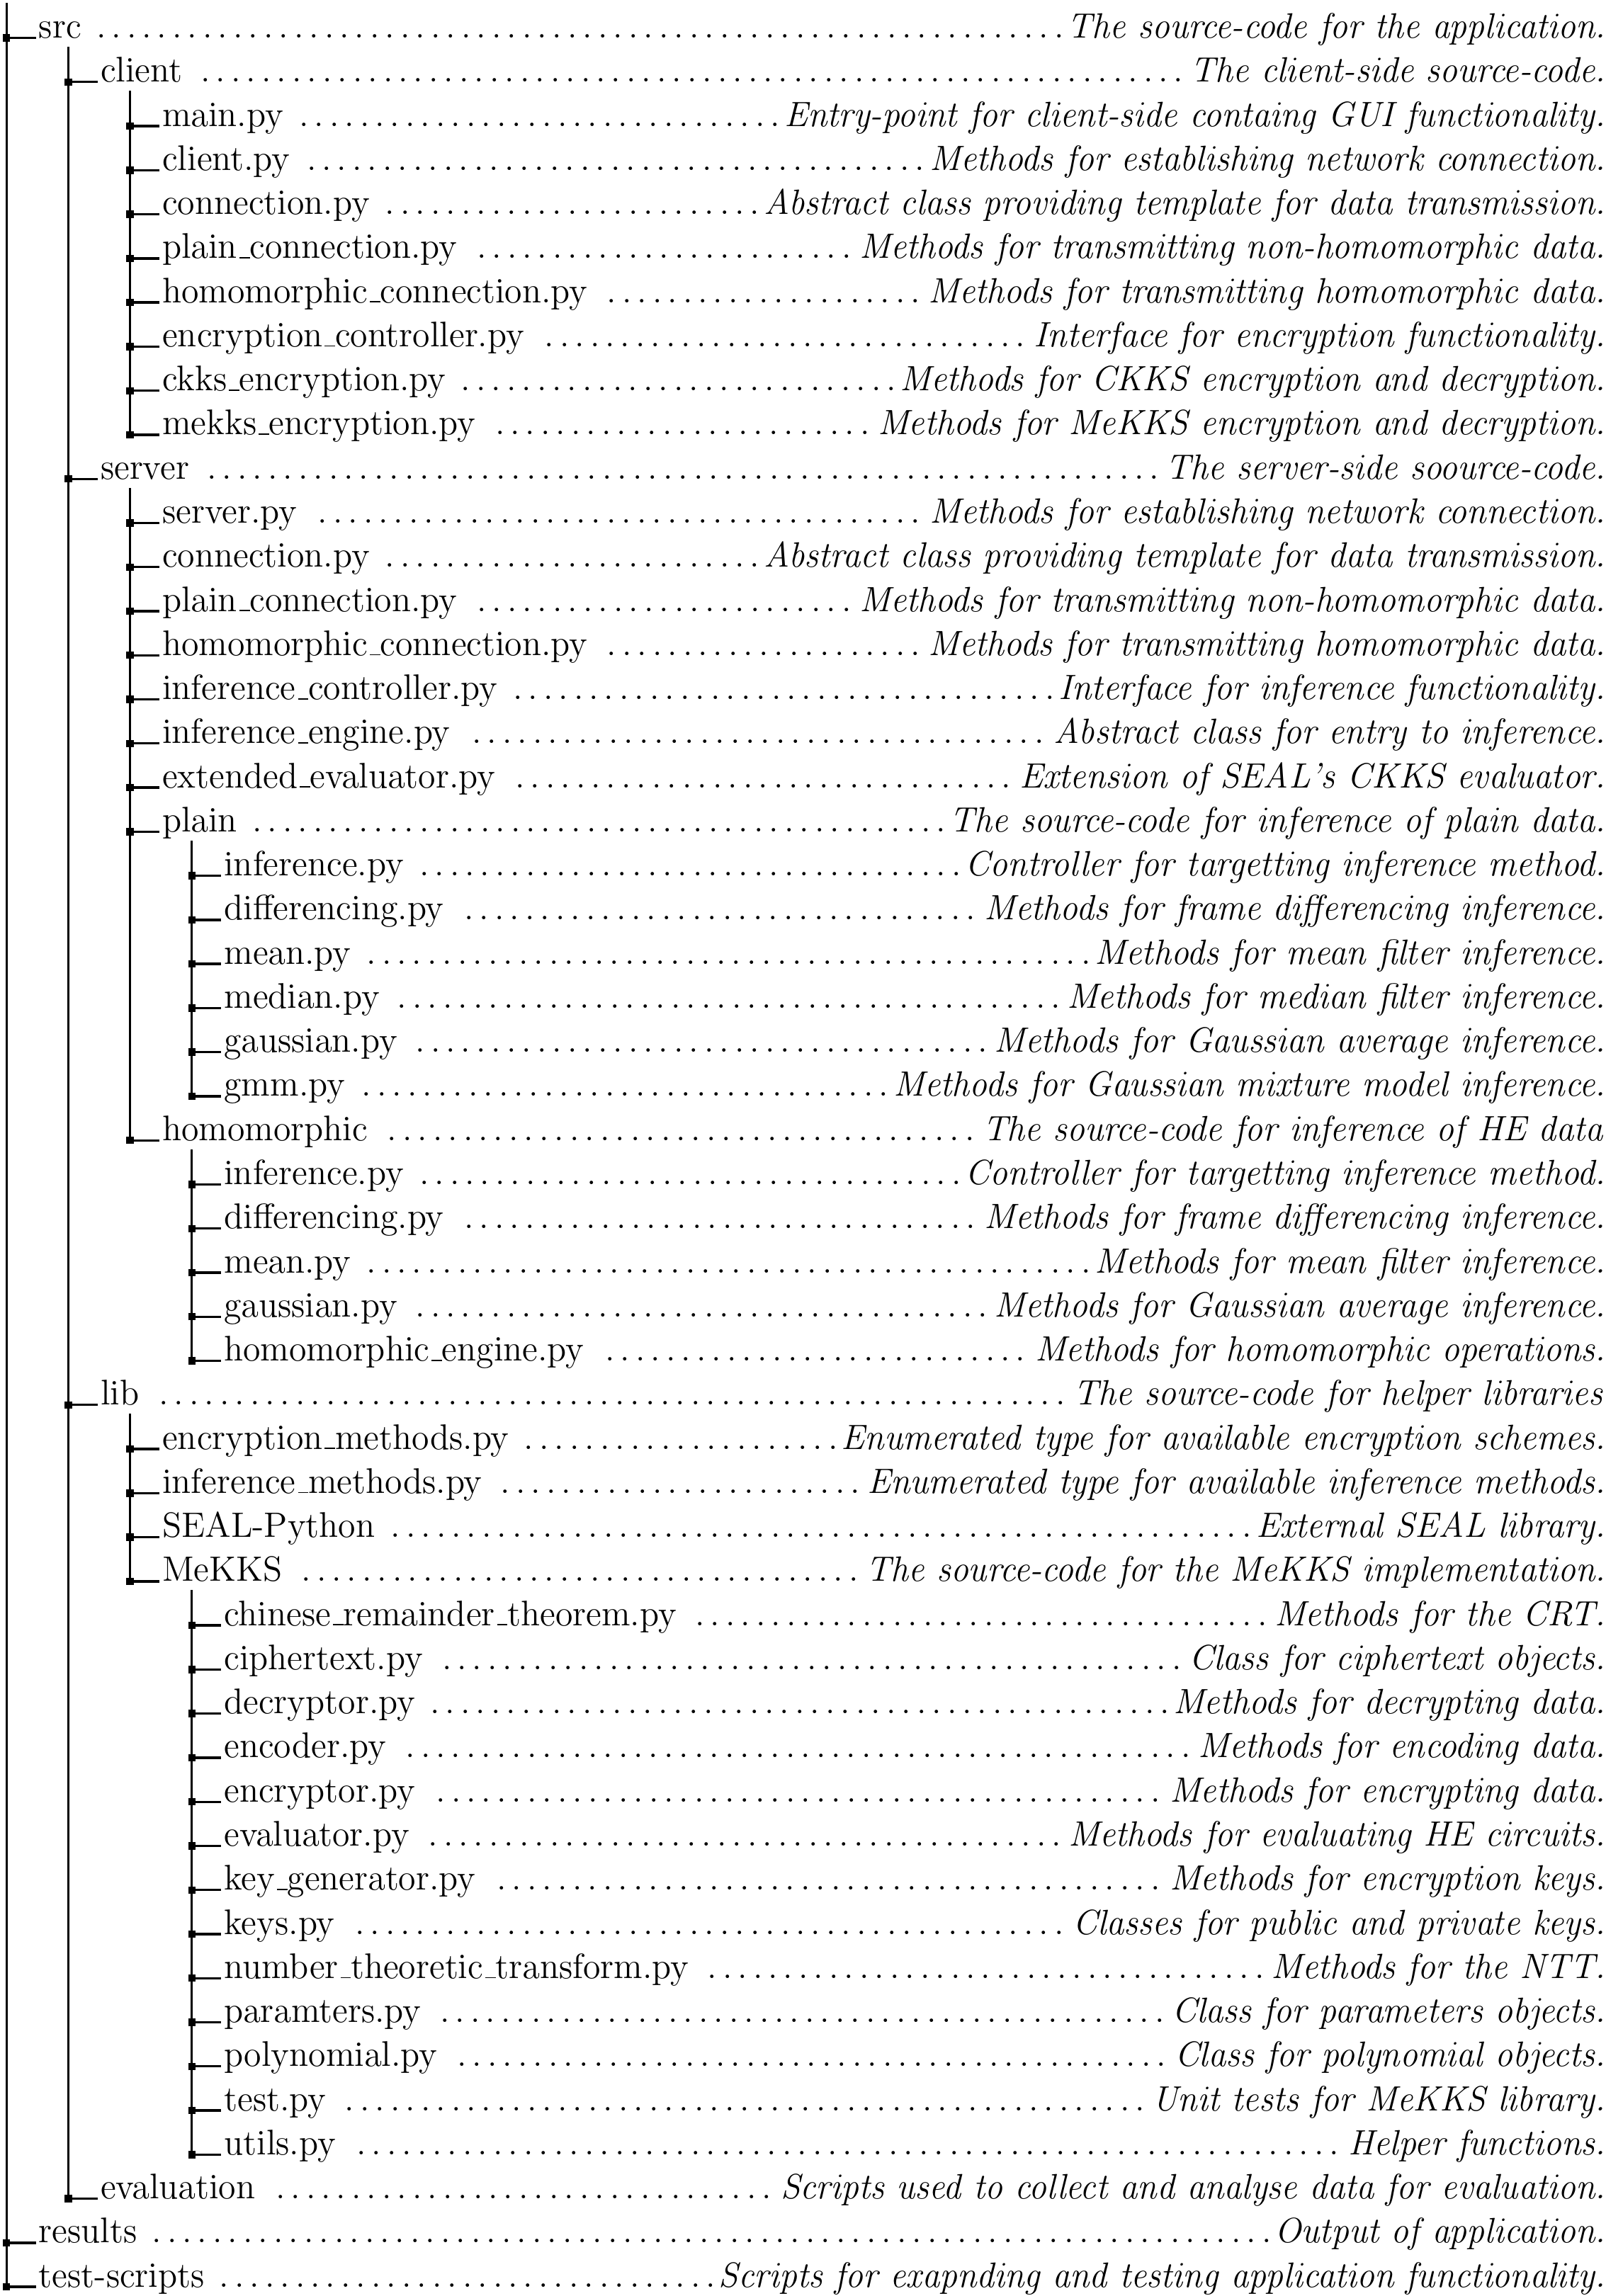 src ... The source-code for the application.
client ... The client-side source-code.
main.py ... Entry-point for client-side containg GUI functionality.
client.py ... Methods for establishing network connection.
connection.py ... Abstract class providing template for data transmission.
plain_connection.py ... Methods for transmitting non-homomorphic data.
homomorphic_connection.py ... Methods for transmitting homomorphic data.
encryption_controller.py ... Interface for encryption functionality.
ckks_encryption.py ... Methods for CKKS encryption and decryption.
mekks_encryption.py ... Methods for MeKKS encryption and decryption.
server ... The server-side soource-code.
server.py ... Methods for establishing network connection.
connection.py ... Abstract class providing template for data transmission.
plain_connection.py ... Methods for transmitting non-homomorphic data.
homomorphic_connection.py ... Methods for transmitting homomorphic data.
inference_controller.py ... Interface for inference functionality.
inference_engine.py ... Abstract class for entry to inference.
extended_evaluator.py ... Extension of SEAL's CKKS evaluator.
plain ... The source-code for inference of plain data.
inference.py ... Controller for targetting inference method.
differencing.py ... Methods for frame differencing inference.
mean.py ... Methods for mean filter inference.
median.py ... Methods for median filter inference.
gaussian.py ... Methods for Gaussian average inference.
gmm.py ... Methods for Gaussian mixture model inference.
homomorphic ... The source-code for inference of HE data
inference.py ... Controller for targetting inference method.
differencing.py ... Methods for frame differencing inference.
mean.py ... Methods for mean filter inference.
gaussian.py ... Methods for Gaussian average inference.
homomorphic_engine.py ... Methods for homomorphic operations.
lib ... The source-code for helper libraries
encryption_methods.py ... Enumerated type for available encryption schemes.
inference_methods.py ... Enumerated type for available inference methods.
SEAL-Python ... External SEAL library.
MeKKS ... The source-code for the MeKKS implementation.
chinese_remainder_theorem.py ... Methods for the CRT.
ciphertext.py ... Class for ciphertext objects.
decryptor.py ... Methods for decrypting data.
encoder.py ... Methods for encoding data.
encryptor.py ... Methods for encrypting data.
evaluator.py ... Methods for evaluating HE circuits.
key_generator.py ... Methods for encryption keys.
keys.py ... Classes for public and private keys.
number_theoretic_transform.py ... Methods for the NTT.
paramters.py ... Class for parameters objects.
polynomial.py ... Class for polynomial objects.
test.py ... Unit tests for MeKKS library.
utils.py ... Helper functions.
evaluation ... Scripts used to collect and analyse data for evaluation.
results ... Output of application.
test-scripts ... Scripts for exapnding and testing application functionality.